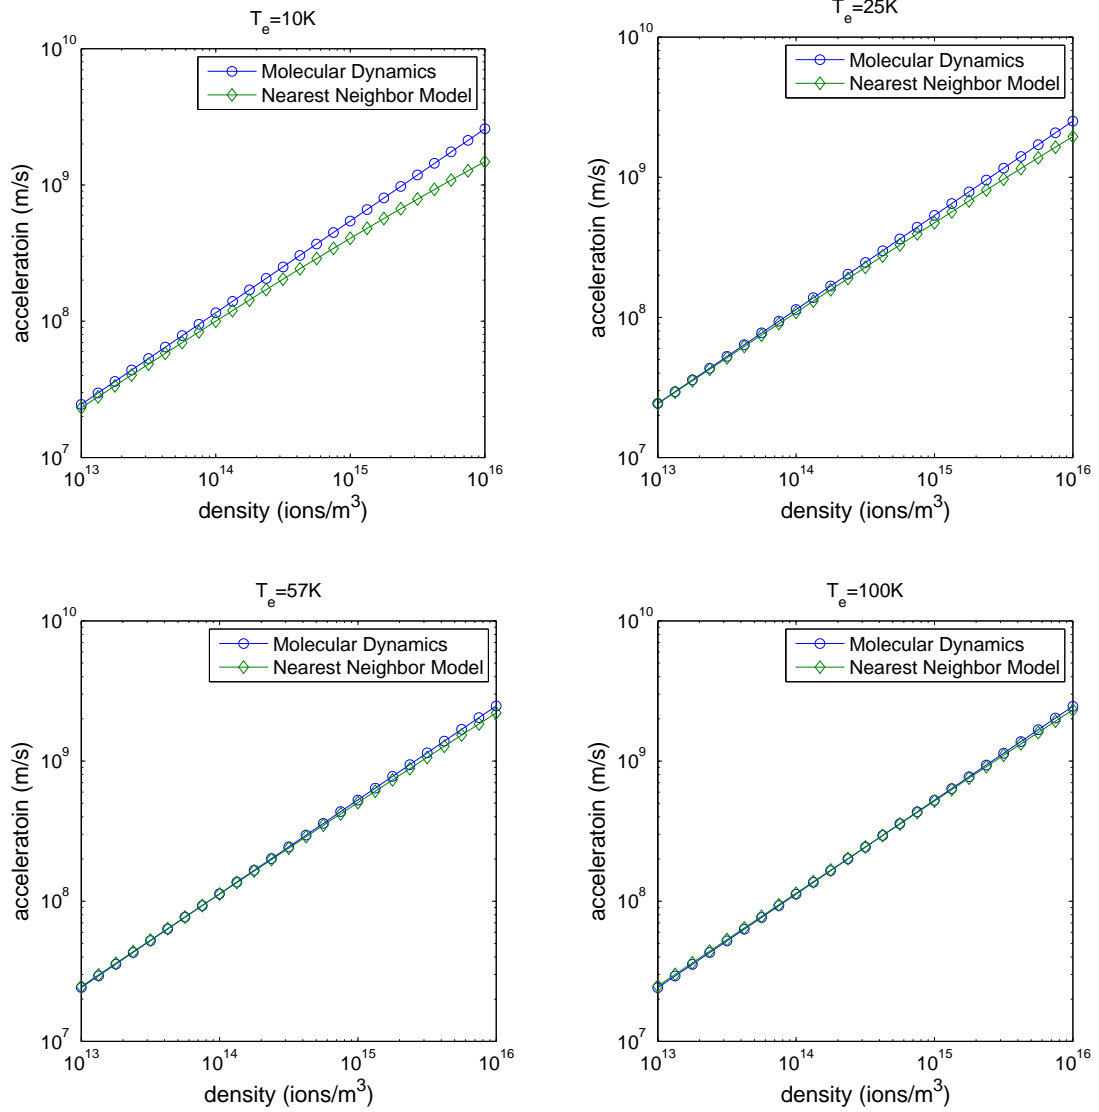 T_e=10K
10^10
10^9
10^8
10^7
acceleratoin (m/s)
Molecular Dynamics
Nearest Neighbor Model
10^13 10^14 10^15 10^16
density (ions/m^3)
T_e=25K
10^10
10^9
10^8
10^7
acceleratoin (m/s)
Molecular Dynamics
Nearest Neighbor Model
10^13 10^14 10^15 10^16
density (ions/m^3)
T_e=57K
10^10
10^9
10^8
10^7
acceleratoin (m/s)
Molecular Dynamics
Nearest Neighbor Model
10^13 10^14 10^15 10^16
density (ions/m^3)
T_e=100K
10^10
10^9
10^8
10^7
acceleratoin (m/s)
Molecular Dynamics
Nearest Neighbor Model
10^13 10^14 10^15 10^16
density (ions/m^3)